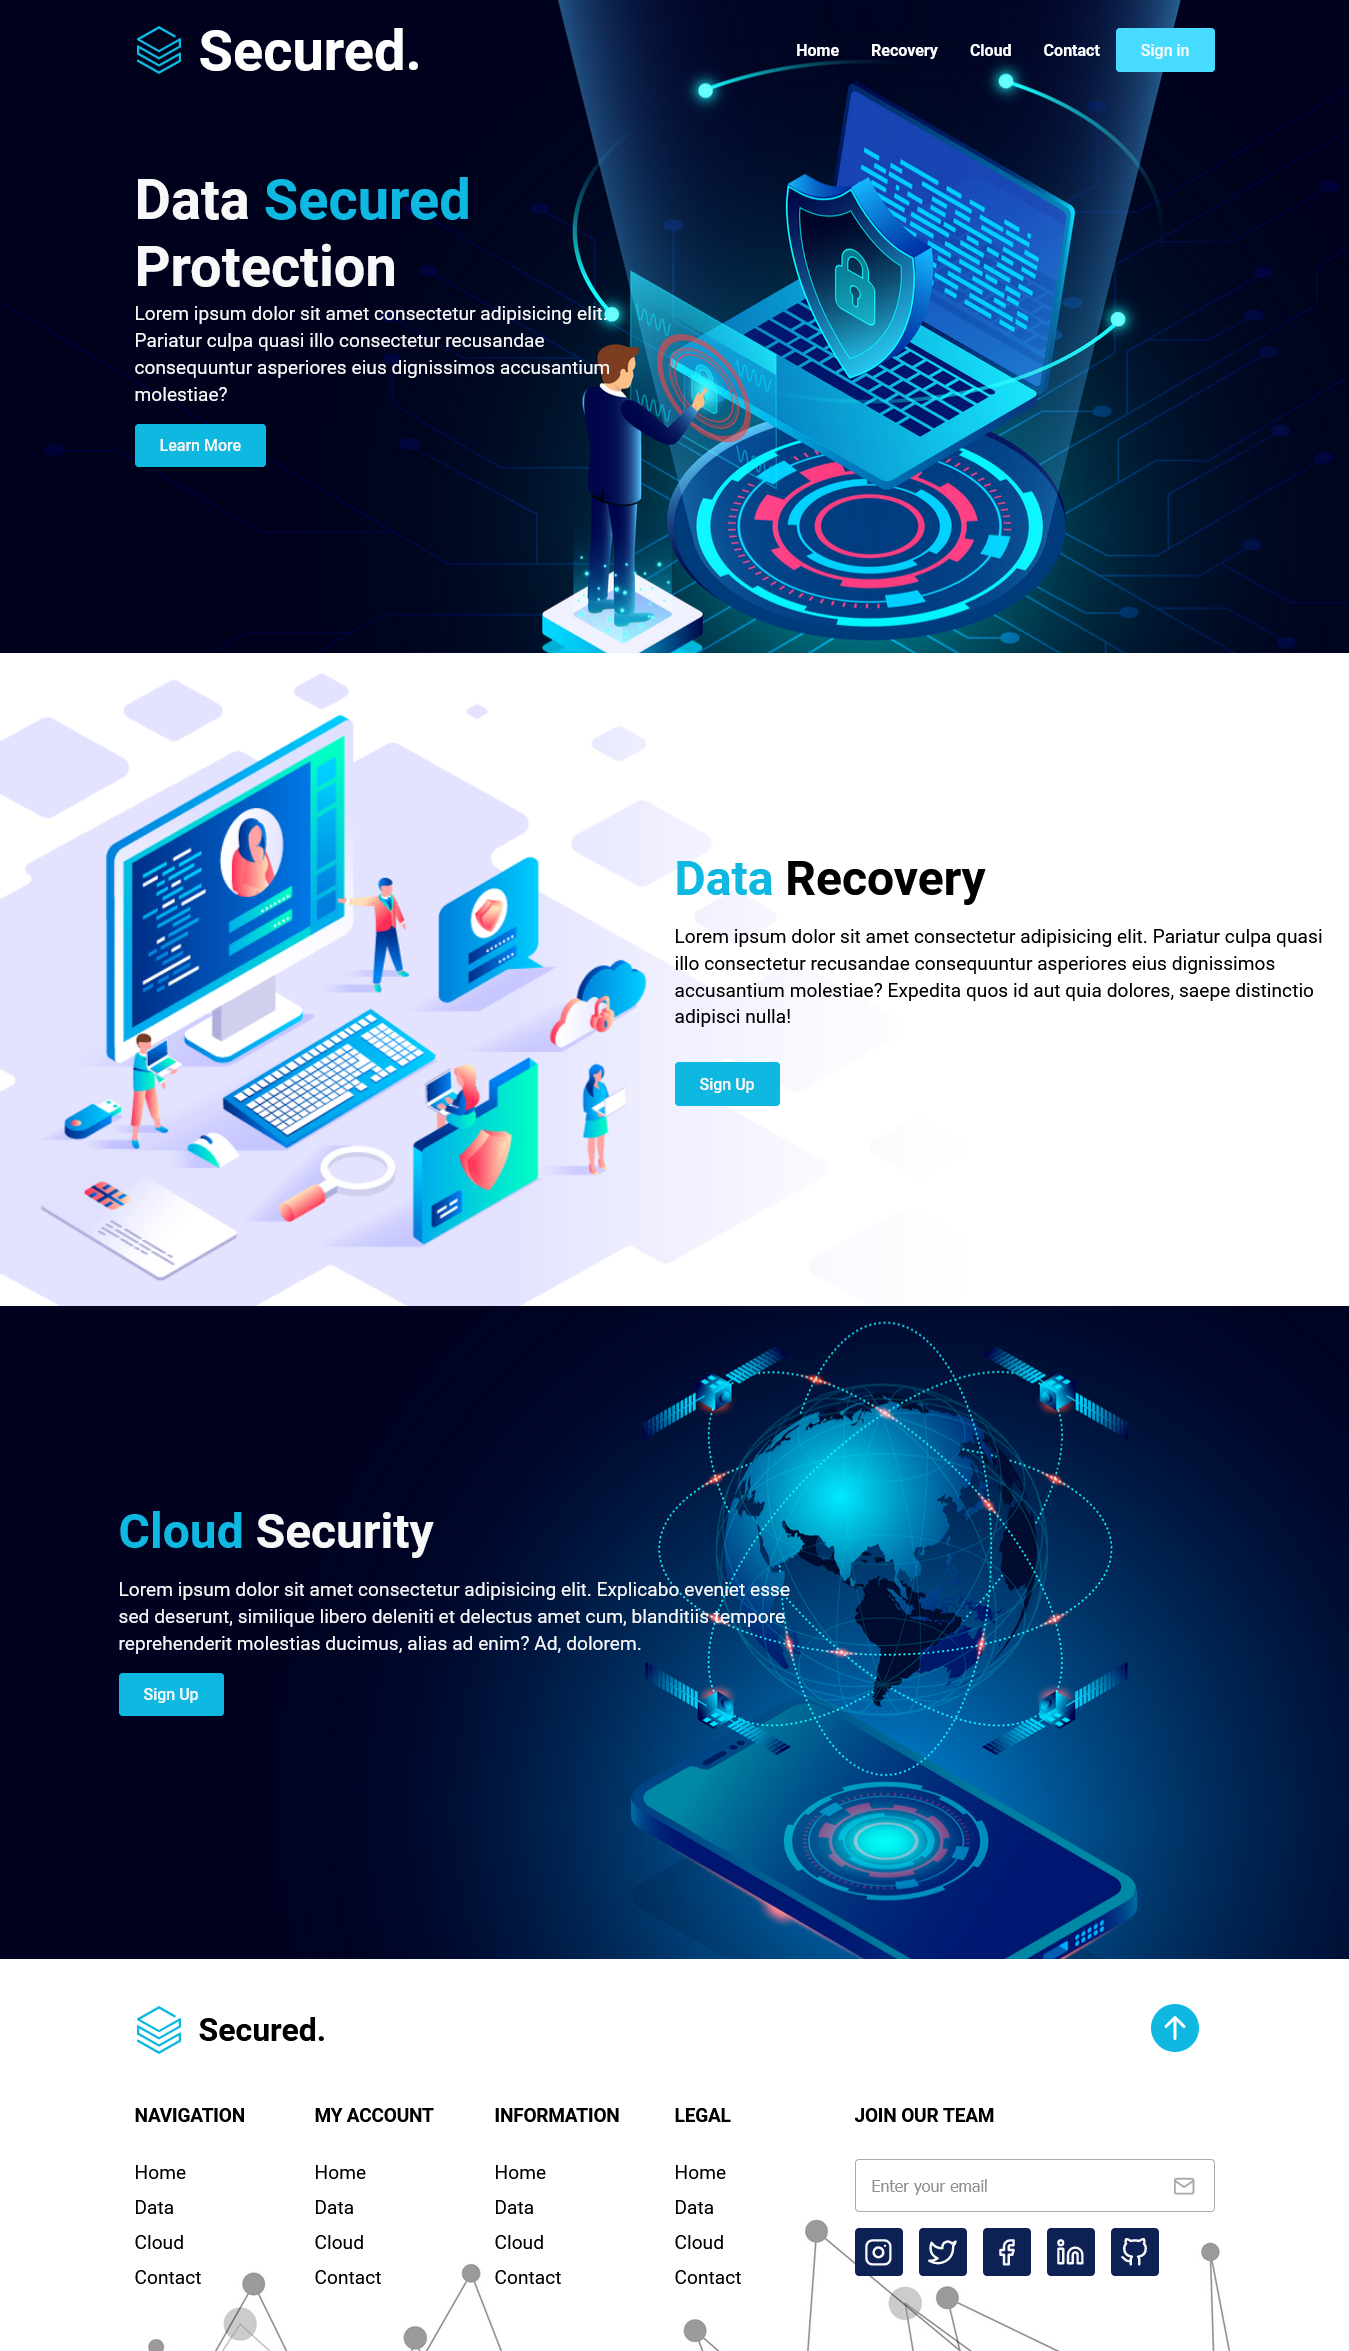 Secured.
Home Recovery Cloud Contact Sign in
Data Secured
Protection
Lorem ipsum dolor sit amet consectetur adipisicing elit.
Pariatur culpa quasi illo consectetur recusandae
consequuntur asperiores eius dignissimos accusantium
molestiae?
Learn More
Data Recovery
Lorem ipsum dolor sit amet consectetur adipisicing elit. Pariatur culpa quasi
illo consectetur recusandae consequuntur asperiores eius dignissimos
accusantium molestiae? Expedita quos id aut quia dolores, saepe distinctio
adipisci nulla!
Sign Up
Cloud Security
Lorem ipsum dolor sit amet consectetur adipisicing elit. Explicabo eveniet esse
sed deserunt, similique libero deleniti et delectus amet cum, blanditiis tempore
reprehenderit molestias ducimus, alias ad enim? Ad, dolorem.
Sign Up
Secured.
NAVIGATION
Home
Data
Cloud
Contact
MY ACCOUNT
Home
Data
Cloud
Contact
INFORMATION
Home
Data
Cloud
Contact
LEGAL
Home
Data
Cloud
Contact
JOIN OUR TEAM
Enter your email